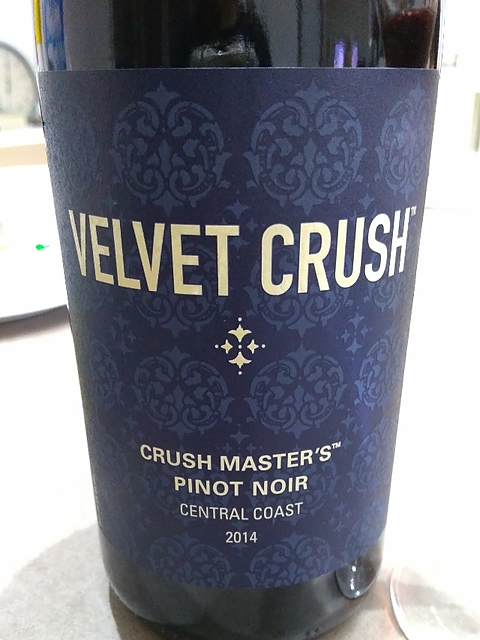 VELVET CRUSH™
CRUSH MASTER'S™
PINOT NOIR
CENTRAL COAST
2014